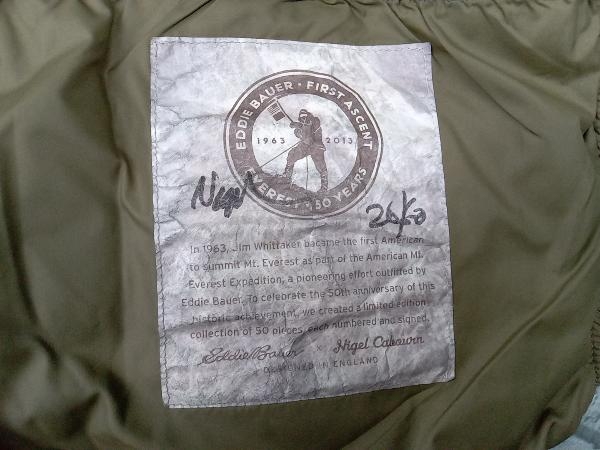 EDDIE BAUER · FIRST ASCENT
1963 2013
EVEREST · 50 YEARS
Nigel
26/50
In 1963, Jim Whittaker became the first American
to summit Mt. Everest as part of the American Mt.
Everest Expedition, a pioneering effort outfitted by
Eddie Bauer. To celebrate the 50th anniversary of this
historic achievement, we created a limited edition
collection of 50 pieces, each numbered and signed.
Eddie Bauer × Nigel Cabourn
DESIGNED IN ENGLAND